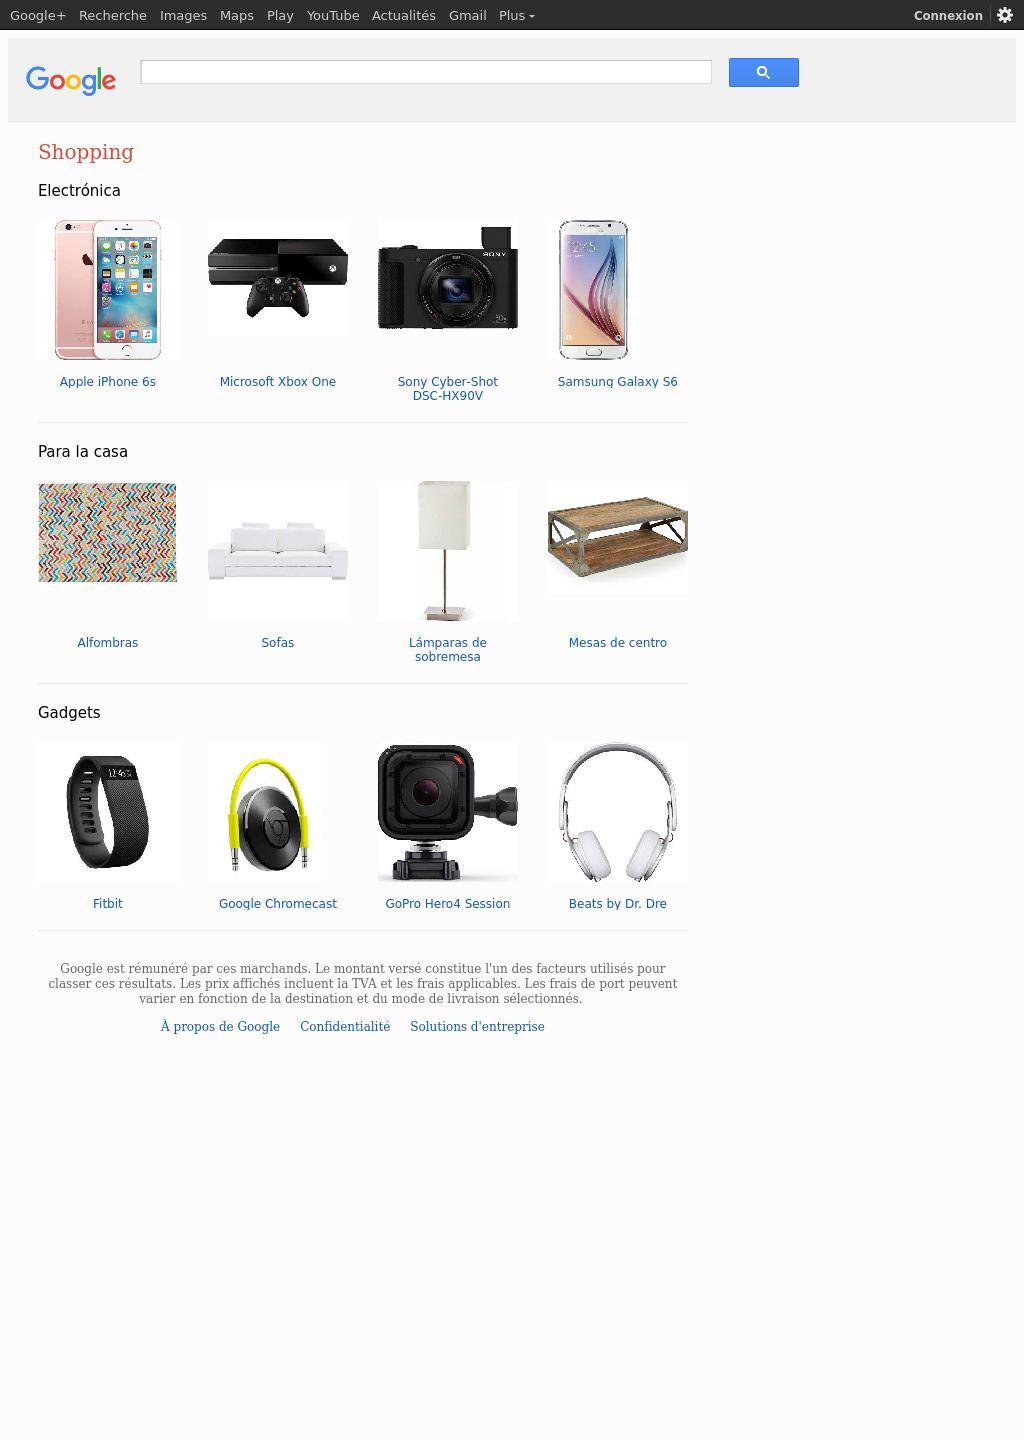 Google+ Recherche Images Maps Play YouTube Actualités Gmail Plus Connexion
Google
Shopping
Electrónica
12:45
SONY
30x
Apple iPhone 6s
Microsoft Xbox One
Sony Cyber-Shot
DSC-HX90V
Samsung Galaxy S6
Para la casa
Alfombras
Sofas
Lámparas de
sobremesa
Mesas de centro
Gadgets
Fitbit
Google Chromecast
GoPro Hero4 Session
Beats by Dr. Dre
Google est rémunéré par ces marchands. Le montant versé constitue l'un des facteurs utilisés pour
classer ces résultats. Les prix affichés incluent la TVA et les frais applicables. Les frais de port peuvent
varier en fonction de la destination et du mode de livraison sélectionnés.
À propos de Google Confidentialité Solutions d'entreprise